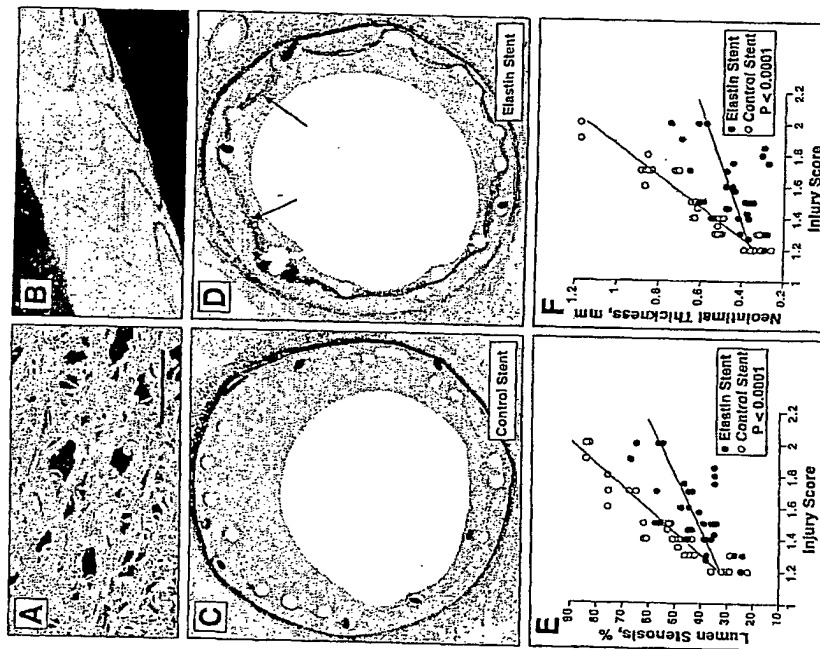 A
B
C
Control Stent
D
Elastin Stent
E
Lumen Stenosis, %
90
80
70
60
50
40
30
20
10
1
1.2
1.4
1.6
1.8
2
2.2
Injury Score
Elastin Stent
Control Stent
P < 0.0001
F
Neointimal Thickness, mm
1.2
1
0.8
0.6
0.4
0.2
1
1.2
1.4
1.6
1.8
2
2.2
Injury Score
Elastin Stent
Control Stent
P < 0.0001